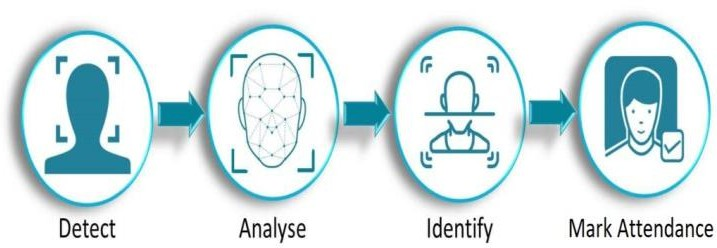 Detect
Analyse
Identify
Mark Attendance